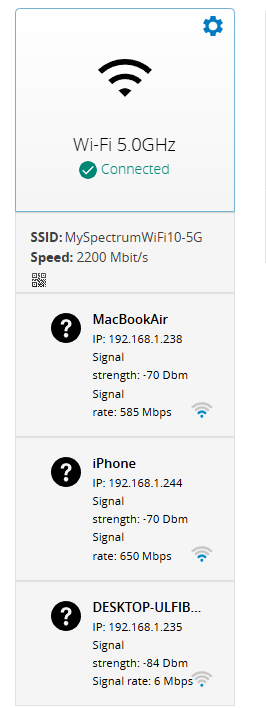 Wi-Fi 5.0GHz
Connected
SSID: MySpectrumWiFi10-5G
Speed: 2200 Mbit/s
MacBookAir
IP: 192.168.1.238
Signal
strength: -70 Dbm
Signal
rate: 585 Mbps
iPhone
IP: 192.168.1.244
Signal
strength: -70 Dbm
Signal
rate: 650 Mbps
DESKTOP-ULFIB...
IP: 192.168.1.235
Signal
strength: -84 Dbm
Signal rate: 6 Mbps